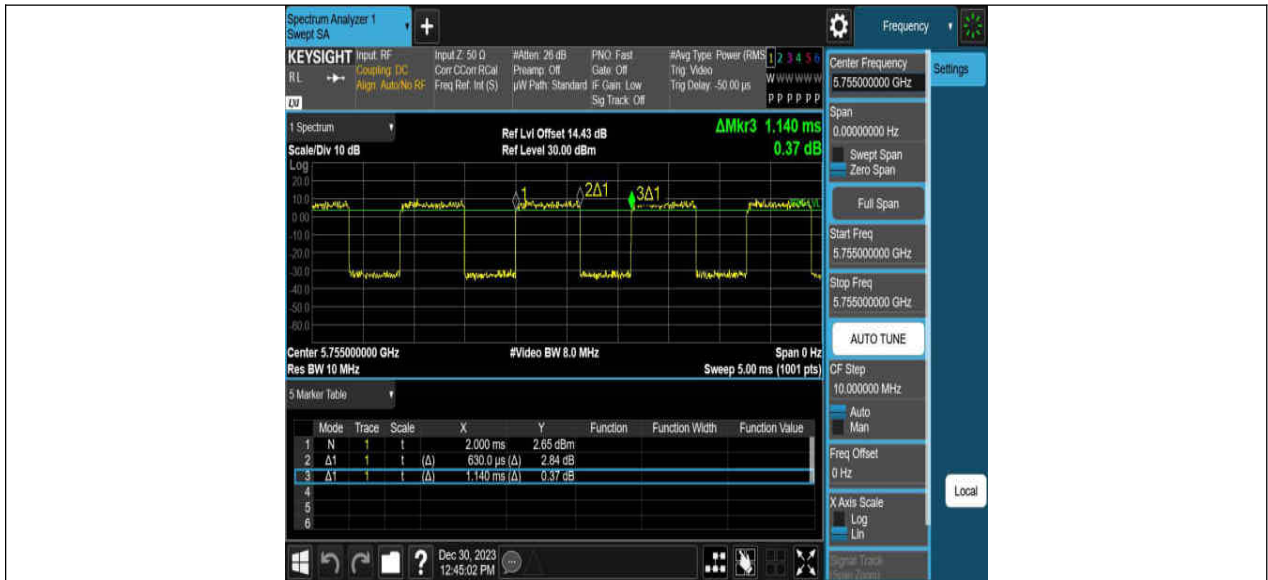 Spectrum Analyzer 1
Swept SA
+
Frequency
KEYSIGHT Input: RF Input Z: 50 Ω #Atten: 26 dB PNO: Fast #Avg Type: Power (RMS 1 2 3 4 5 6
RL Coupling: DC Corr CCorr RCal Preamp: Off Gate: Off Trig: Video W W W W W W
Align: Auto/No RF Freq Ref: Int (S) µW Path: Standard IF Gain: Low Trig Delay: -50.00 µs P P P P P P
LXI Sig Track: Off
1 Spectrum
Ref Lvl Offset 14.43 dB ΔMkr3 1.140 ms
Scale/Div 10 dB Ref Level 30.00 dBm 0.37 dB
Log
20.0
10.0
0.00
-10.0
-20.0
-30.0
-40.0
-50.0
-60.0
1 2Δ1 3Δ1
Center 5.755000000 GHz #Video BW 8.0 MHz Span 0 Hz
Res BW 10 MHz Sweep 5.00 ms (1001 pts)
5 Marker Table
Mode Trace Scale X Y Function Function Width Function Value
1 N 1 t 2.000 ms 2.65 dBm
2 Δ1 1 t (Δ) 630.0 µs (Δ) 2.84 dB
3 Δ1 1 t (Δ) 1.140 ms (Δ) 0.37 dB
4
5
6
?
Dec 30, 2023
12:45:02 PM
Center Frequency
5.755000000 GHz
Settings
Span
0.00000000 Hz
Swept Span
Zero Span
Full Span
Start Freq
5.755000000 GHz
Stop Freq
5.755000000 GHz
AUTO TUNE
CF Step
10.000000 MHz
Auto
Man
Freq Offset
0 Hz
X Axis Scale
Log
Lin
Signal Track
(Span Zoom)
Local